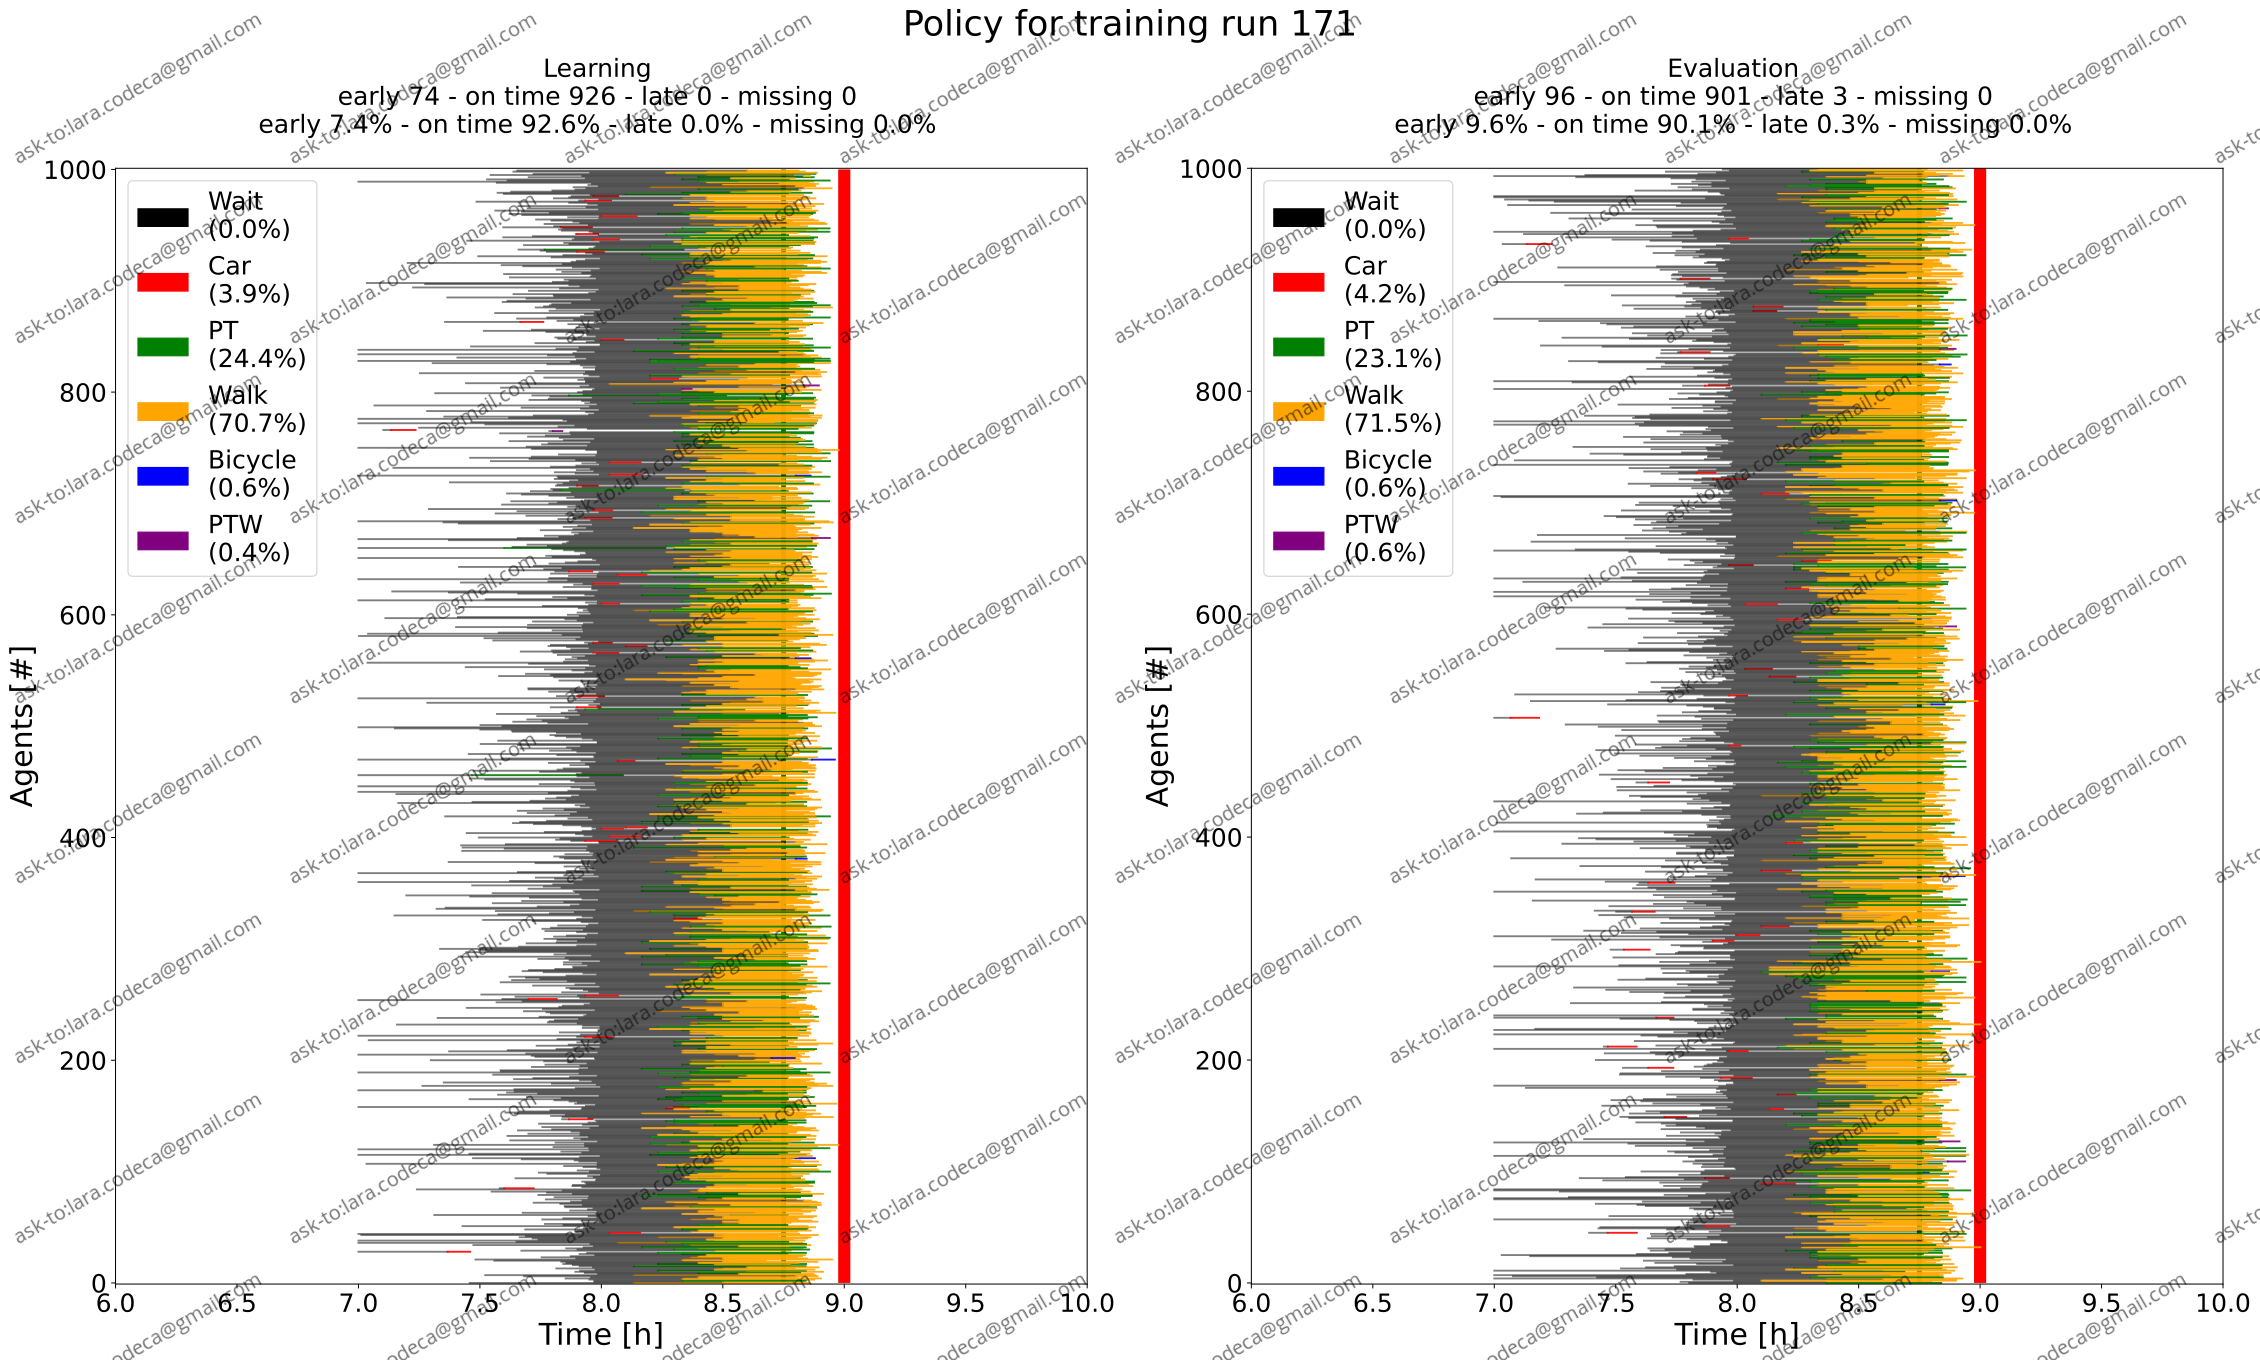 Policy for training run 171
Learning
early 74 - on time 926 - late 0 - missing 0
early 7.4% - on time 92.6% - late 0.0% - missing 0.0%
Agents [#]
1000
800
600
400
200
0
Wait
(0.0%)
Car
(3.9%)
PT
(24.4%)
Walk
(70.7%)
Bicycle
(0.6%)
PTW
(0.4%)
6.0 6.5 7.0 7.5 8.0 8.5 9.0 9.5 10.0
Time [h]
Evaluation
early 96 - on time 901 - late 3 - missing 0
early 9.6% - on time 90.1% - late 0.3% - missing 0.0%
Agents [#]
1000
800
600
400
200
0
Wait
(0.0%)
Car
(4.2%)
PT
(23.1%)
Walk
(71.5%)
Bicycle
(0.6%)
PTW
(0.6%)
6.0 6.5 7.0 7.5 8.0 8.5 9.0 9.5 10.0
Time [h]
ask-to:lara.codeca@gmail.com